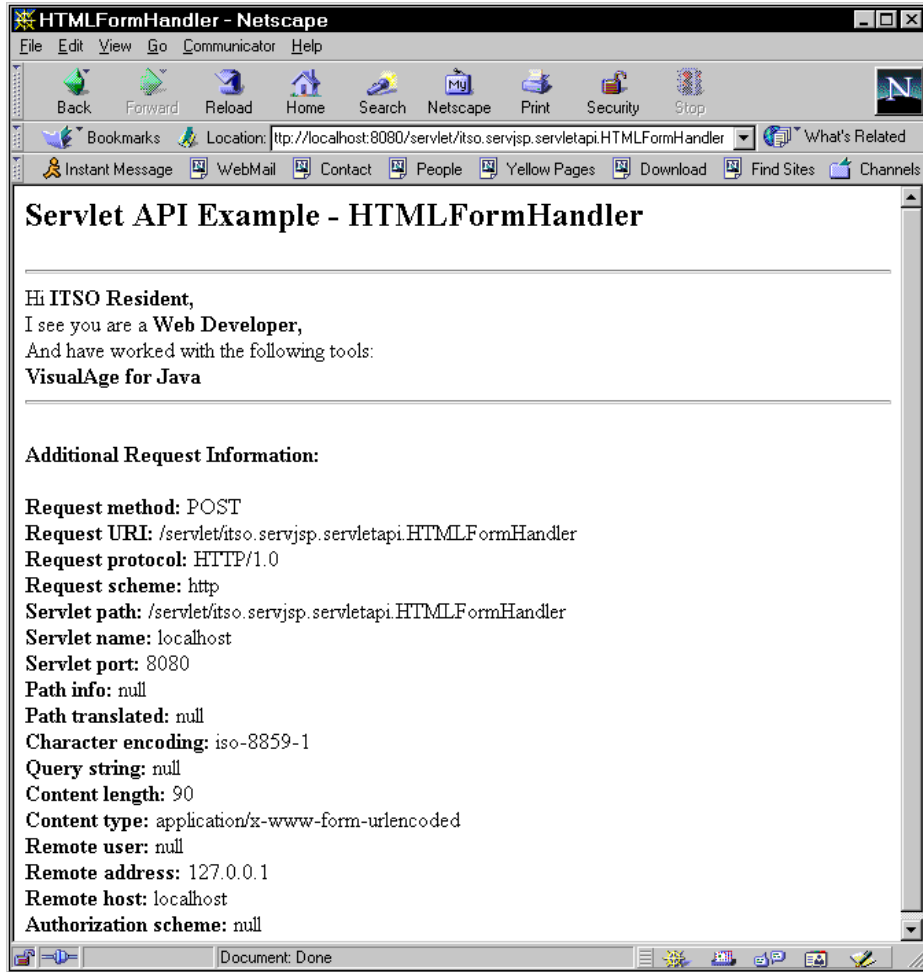 HTMLFormHandler - Netscape
File Edit View Go Communicator Help
My
N
Back Forward Reload Home Search Netscape Print Security Stop
Bookmarks Location: ttp://localhost:8080/servlet/itso.servjsp.servletapi.HTMLFormHandler What's Related
Instant Message WebMail Contact People Yellow Pages Download Find Sites Channels
Servlet API Example - HTMLFormHandler
Hi ITSO Resident,
I see you are a Web Developer,
And have worked with the following tools:
VisualAge for Java
Additional Request Information:
Request method: POST
Request URI: /servlet/itso.servjsp.servletapi.HTMLFormHandler
Request protocol: HTTP/1.0
Request scheme: http
Servlet path: /servlet/itso.servjsp.servletapi.HTMLFormHandler
Servlet name: localhost
Servlet port: 8080
Path info: null
Path translated: null
Character encoding: iso-8859-1
Query string: null
Content length: 90
Content type: application/x-www-form-urlencoded
Remote user: null
Remote address: 127.0.0.1
Remote host: localhost
Authorization scheme: null
Document: Done